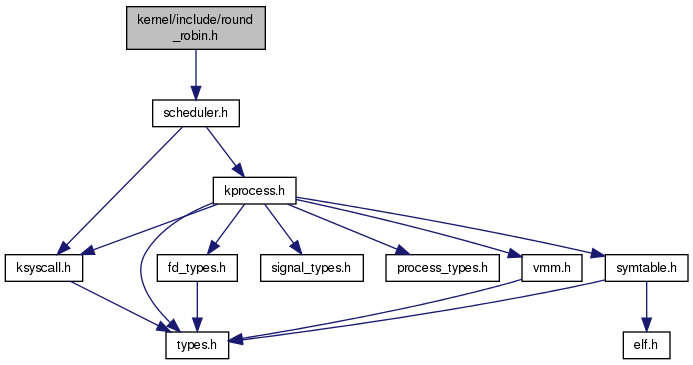 kernel/include/round
_robin.h
scheduler.h
kprocess.h
ksyscall.h
fd_types.h
signal_types.h
process_types.h
vmm.h
symtable.h
types.h
elf.h